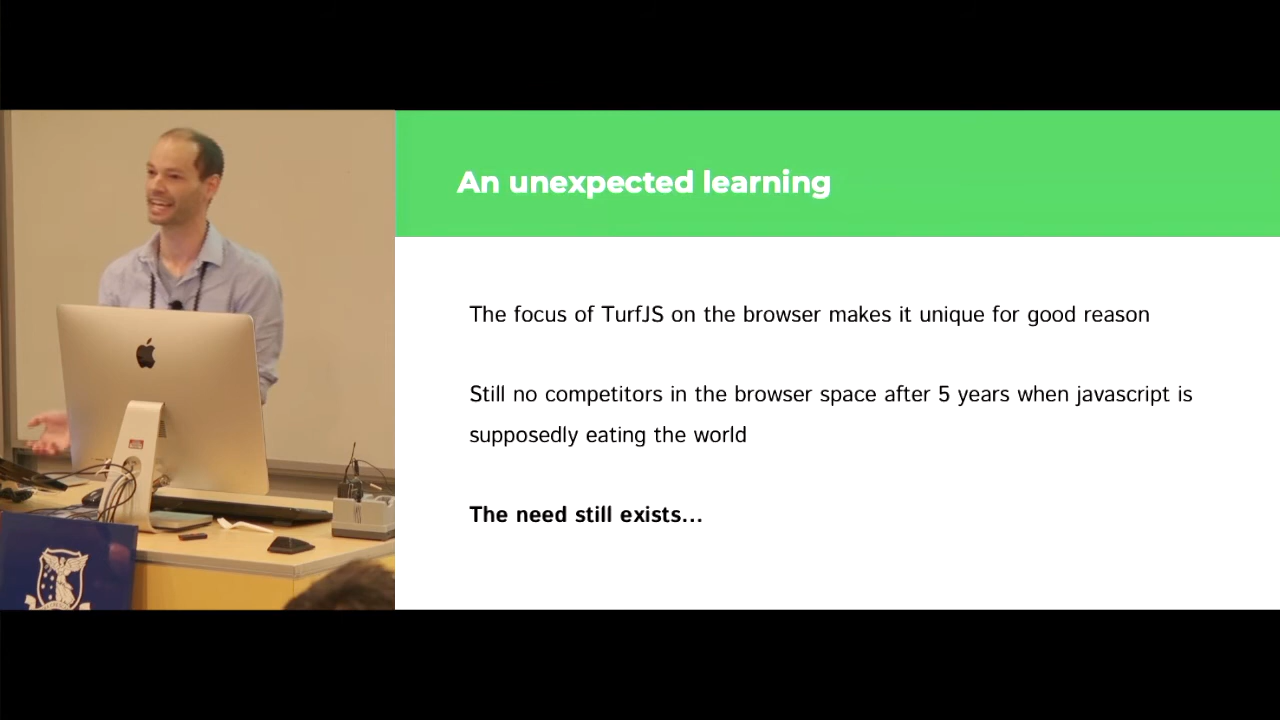 An unexpected learning
The focus of TurfJS on the browser makes it unique for good reason
Still no competitors in the browser space after 5 years when javascript is
supposedly eating the world
The need still exists...